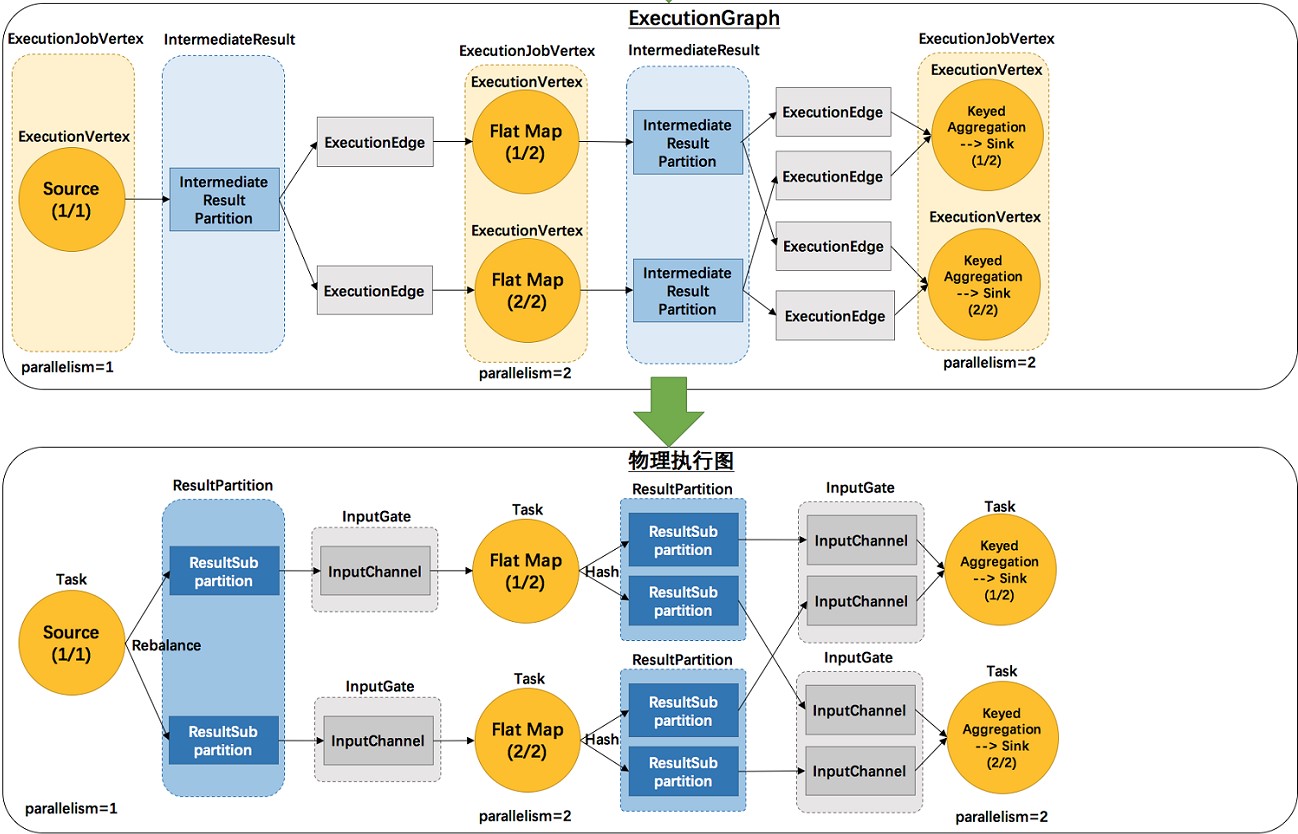 ExecutionGraph
ExecutionJobVertex
IntermediateResult
ExecutionJobVertex
IntermediateResult
ExecutionJobVertex
ExecutionVertex
Source
(1/1)
Intermediate
Result
Partition
ExecutionEdge
ExecutionEdge
ExecutionVertex
Flat Map
(1/2)
ExecutionVertex
Flat Map
(2/2)
Intermediate
Result
Partition
Intermediate
Result
Partition
ExecutionEdge
ExecutionEdge
ExecutionEdge
ExecutionEdge
ExecutionVertex
Keyed
Aggregation
--> Sink
(1/2)
ExecutionVertex
Keyed
Aggregation
--> Sink
(2/2)
parallelism=1
parallelism=2
parallelism=2
物理执行图
Task
Source
(1/1)
Rebalance
ResultPartition
ResultSub
partition
ResultSub
partition
InputGate
InputChannel
InputGate
InputChannel
Task
Flat Map
(1/2)
Hash
Task
Flat Map
(2/2)
Hash
ResultPartition
ResultSub
partition
ResultSub
partition
ResultPartition
ResultSub
partition
ResultSub
partition
InputGate
InputChannel
InputChannel
InputGate
InputChannel
InputChannel
Task
Keyed
Aggregation
--> Sink
(1/2)
Task
Keyed
Aggregation
--> Sink
(2/2)
parallelism=1
parallelism=2
parallelism=2